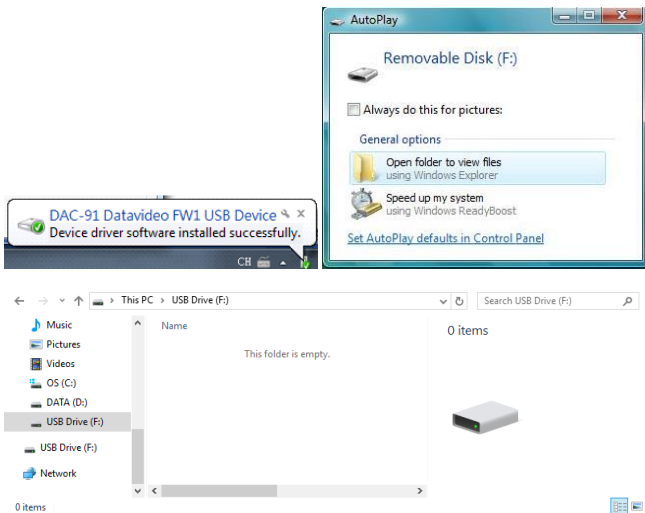 AutoPlay
Removable Disk (F:)
Always do this for pictures:
General options
Open folder to view files
using Windows Explorer
Speed up my system
using Windows ReadyBoost
Set AutoPlay defaults in Control Panel
DAC-91 Datavideo FW1 USB Device
Device driver software installed successfully.
CH
This PC > USB Drive (F:)
Search USB Drive (F:)
Music
Pictures
Videos
OS (C:)
DATA (D:)
USB Drive (F:)
USB Drive (F:)
Network
Name
This folder is empty.
0 items
0 items